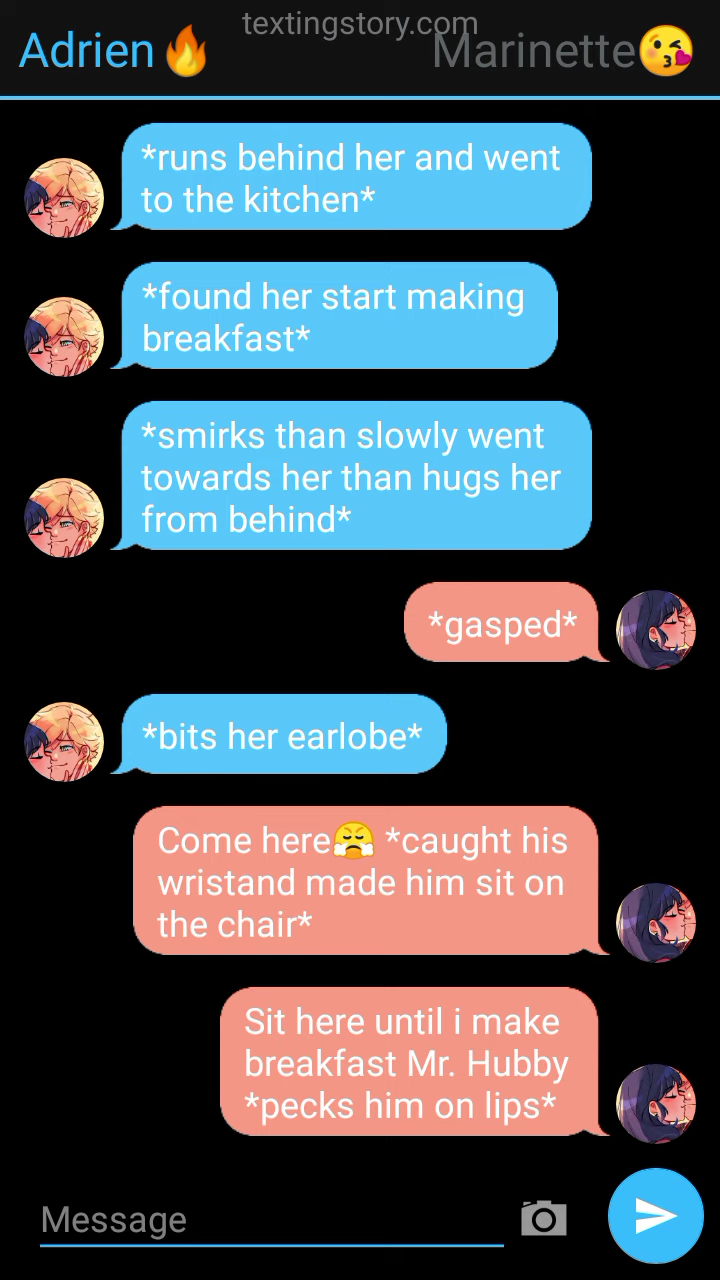 textingstory.com
Adrien🔥 Marinette😘
*runs behind her and went
to the kitchen*
*found her start making
breakfast*
*smirks than slowly went
towards her than hugs her
from behind*
*gasped*
*bits her earlobe*
Come here😤 *caught his
wristand made him sit on
the chair*
Sit here until i make
breakfast Mr. Hubby
*pecks him on lips*
Message